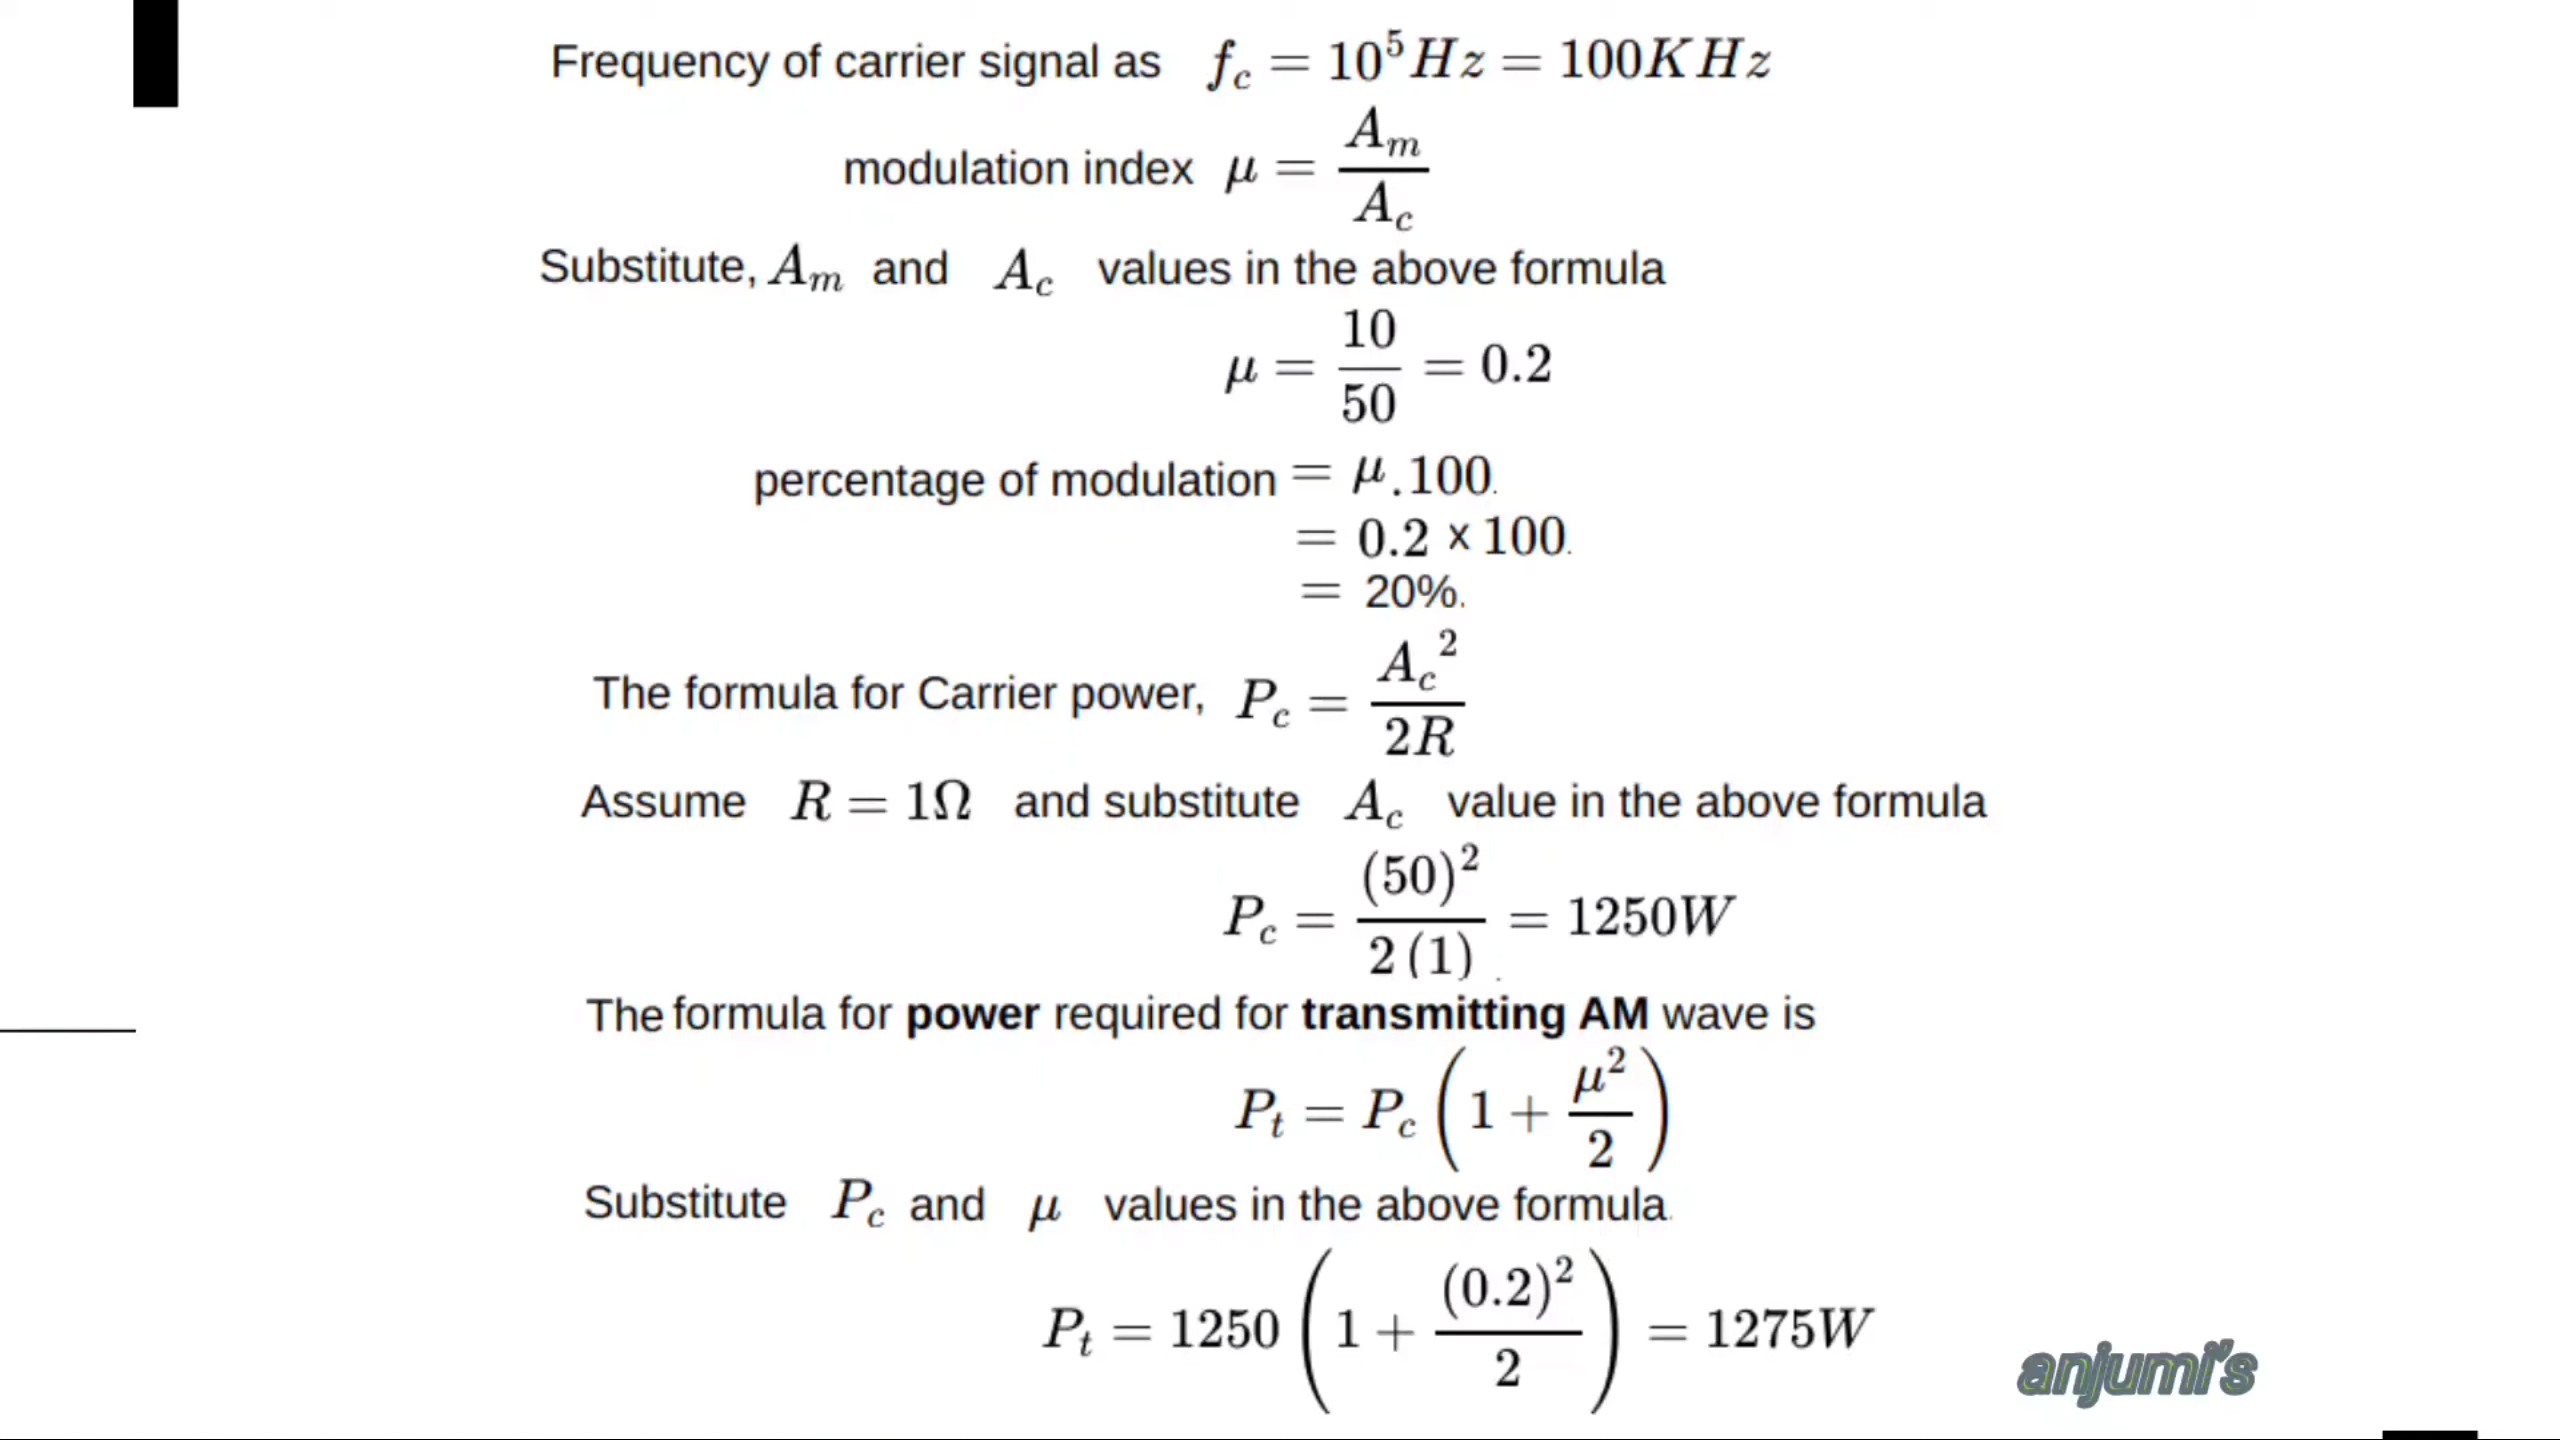 Frequency of carrier signal as f_c = 10^5 Hz = 100KHz
modulation index μ = A_m / A_c
Substitute, A_m and A_c values in the above formula
μ = 10 / 50 = 0.2
percentage of modulation = μ.100.
= 0.2 x 100.
= 20%.
The formula for Carrier power, P_c = A_c^2 / 2R
Assume R = 1Ω and substitute A_c value in the above formula
P_c = (50)^2 / 2(1) = 1250W
The formula for power required for transmitting AM wave is
P_t = P_c (1 + μ^2 / 2)
Substitute P_c and μ values in the above formula.
P_t = 1250 (1 + (0.2)^2 / 2) = 1275W
anjumi's